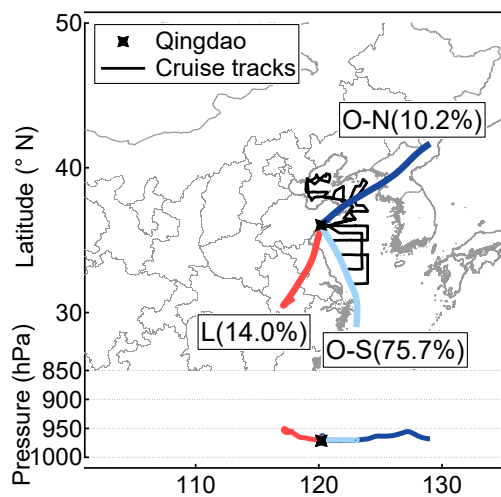 50
Qingdao
Cruise tracks
O-N(10.2%)
40
Latitude (° N)
30
L(14.0%)
O-S(75.7%)
850
Pressure (hPa)
900
950
1000
110
120
130